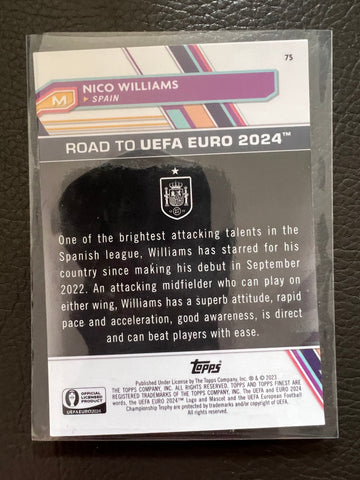 75
NICO WILLIAMS
M
SPAIN
ROAD TO UEFA EURO 2024™
One of the brightest attacking talents in the
Spanish league, Williams has starred for his
country since making his debut in September
2022. An attacking midfielder who can play on
either wing, Williams has a superb attitude, rapid
pace and acceleration, good awareness, is direct
and can beat players with ease.
Topps
Published Under License by The Topps Company, Inc. ® & © 2023
THE TOPPS COMPANY, INC. ALL RIGHTS RESERVED. TOPPS AND TOPPS FINEST ARE
REGISTERED TRADEMARKS OF THE TOPPS COMPANY, INC. The UEFA and EURO 2024
words, the UEFA EURO 2024™ Logo and Mascot and the UEFA European Football
Championship Trophy are protected by trademarks and/or copyright of UEFA.
All rights reserved.
OFFICIAL
LICENSED
PRODUCT
UEFA EURO2024